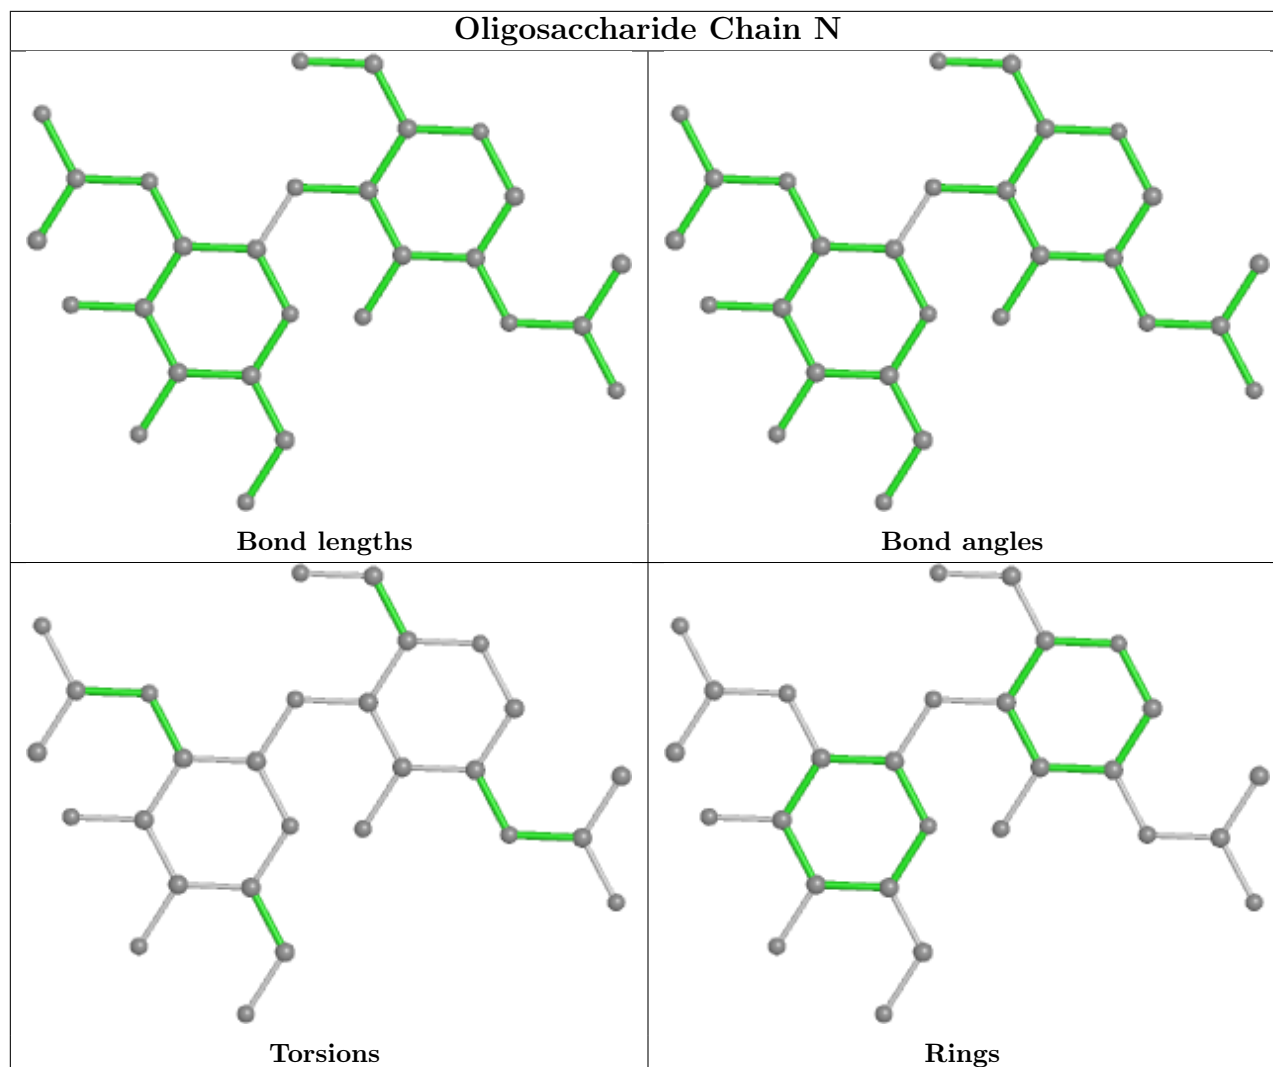 Oligosaccharide Chain N
Bond lengths
Bond angles
Torsions
Rings